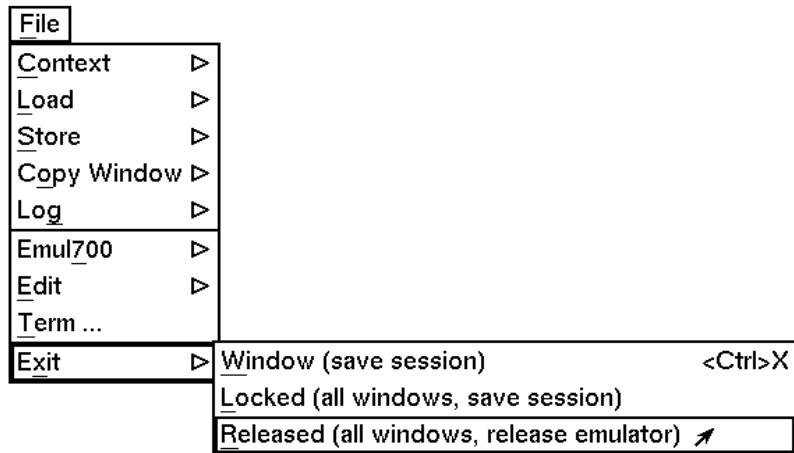 File
Context
Load
Store
Copy Window
Log
Emul700
Edit
Term ...
Exit
Window (save session) <Ctrl>X
Locked (all windows, save session)
Released (all windows, release emulator)